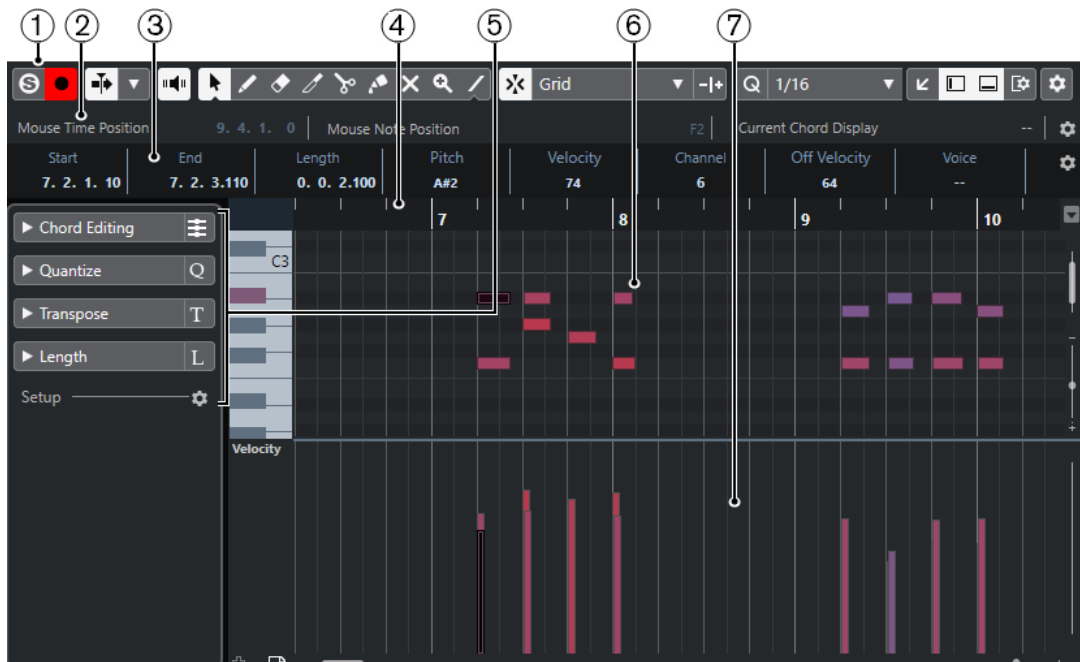 1 2 3 4 5 6 7
Grid Q 1/16
Mouse Time Position 9. 4. 1. 0 Mouse Note Position F2 Current Chord Display --
Start End Length Pitch Velocity Channel Off Velocity Voice
7. 2. 1. 10 7. 2. 3.110 0. 0. 2.100 A#2 74 6 64 --
7 8 9 10
Chord Editing
C3
Quantize Q
Transpose T
Length L
Setup
Velocity